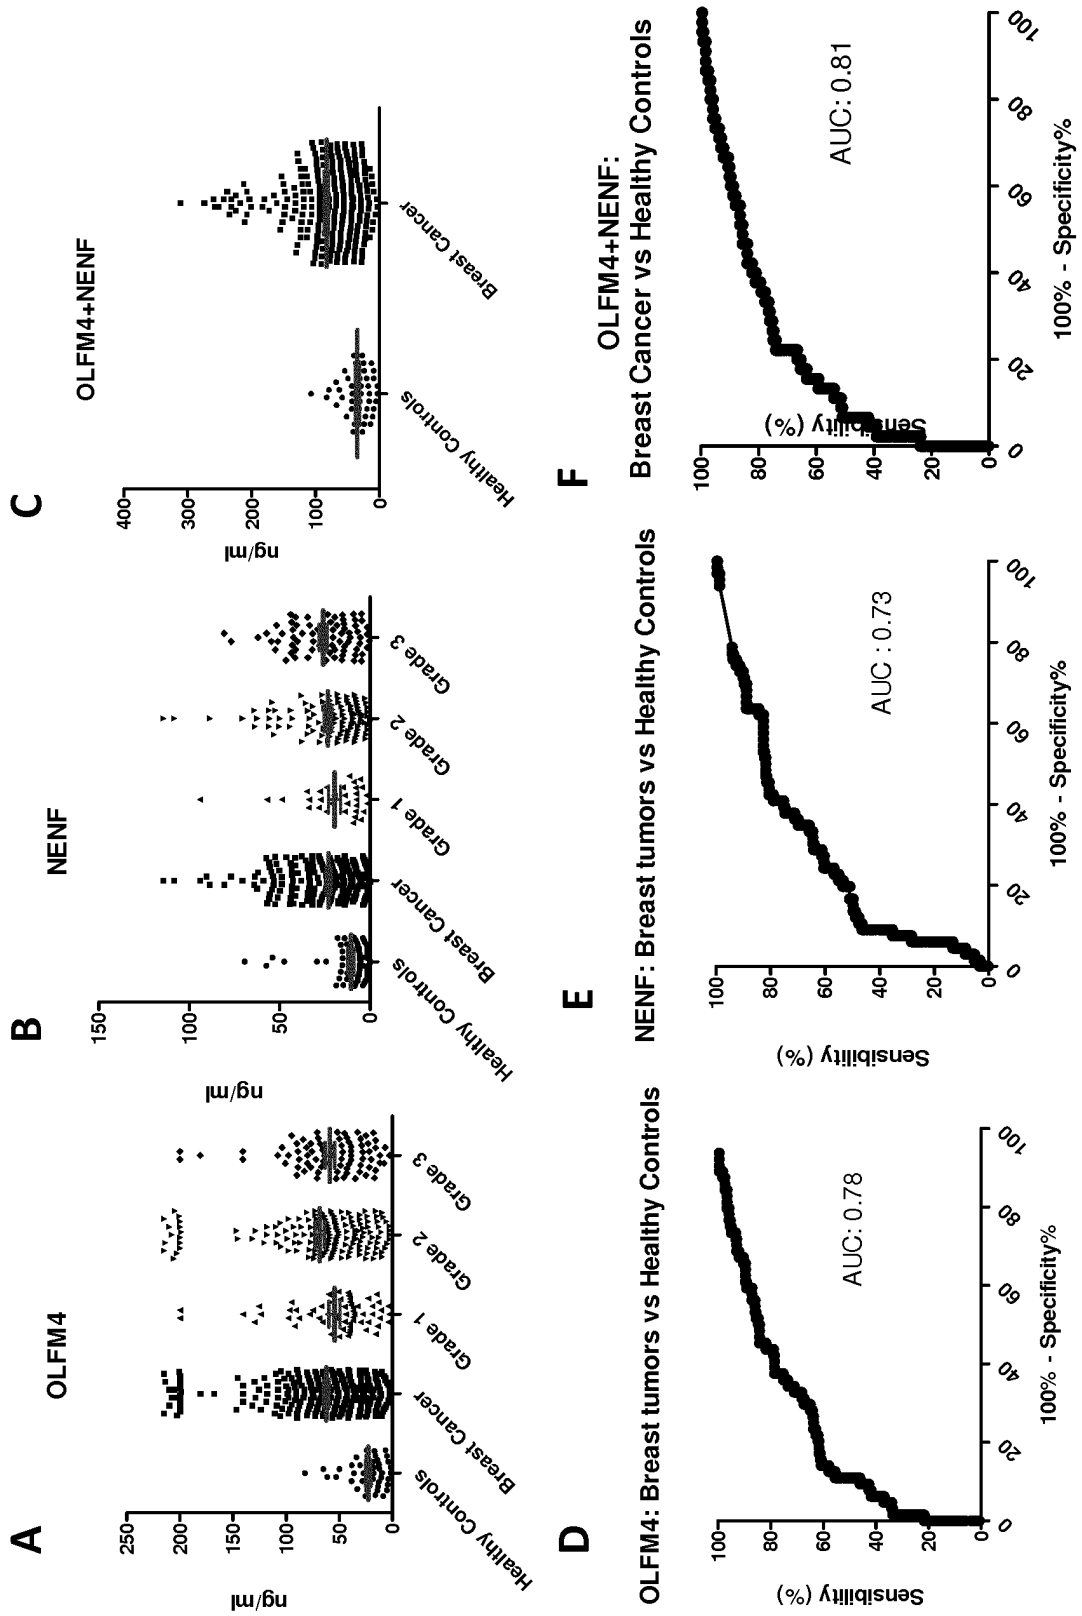 A
OLFM4
ng/ml
250
200
150
100
50
0
Healthy Controls
Breast Cancer
Grade 1
Grade 2
Grade 3
B
NENF
ng/ml
150
100
50
0
Healthy Controls
Breast Cancer
Grade 1
Grade 2
Grade 3
C
OLFM4+NENF
ng/ml
400
300
200
100
0
Healthy Controls
Breast Cancer
D
OLFM4: Breast tumors vs Healthy Controls
Sensibility (%)
100
80
60
40
20
0
AUC: 0.78
0 20 40 60 80 100
100% - Specificity%
E
NENF: Breast tumors vs Healthy Controls
Sensibility (%)
100
80
60
40
20
0
AUC : 0.73
0 20 40 60 80 100
100% - Specificity%
F
OLFM4+NENF:
Breast Cancer vs Healthy Controls
Sensibility (%)
100
80
60
40
20
0
AUC: 0.81
0 20 40 60 80 100
100% - Specificity%